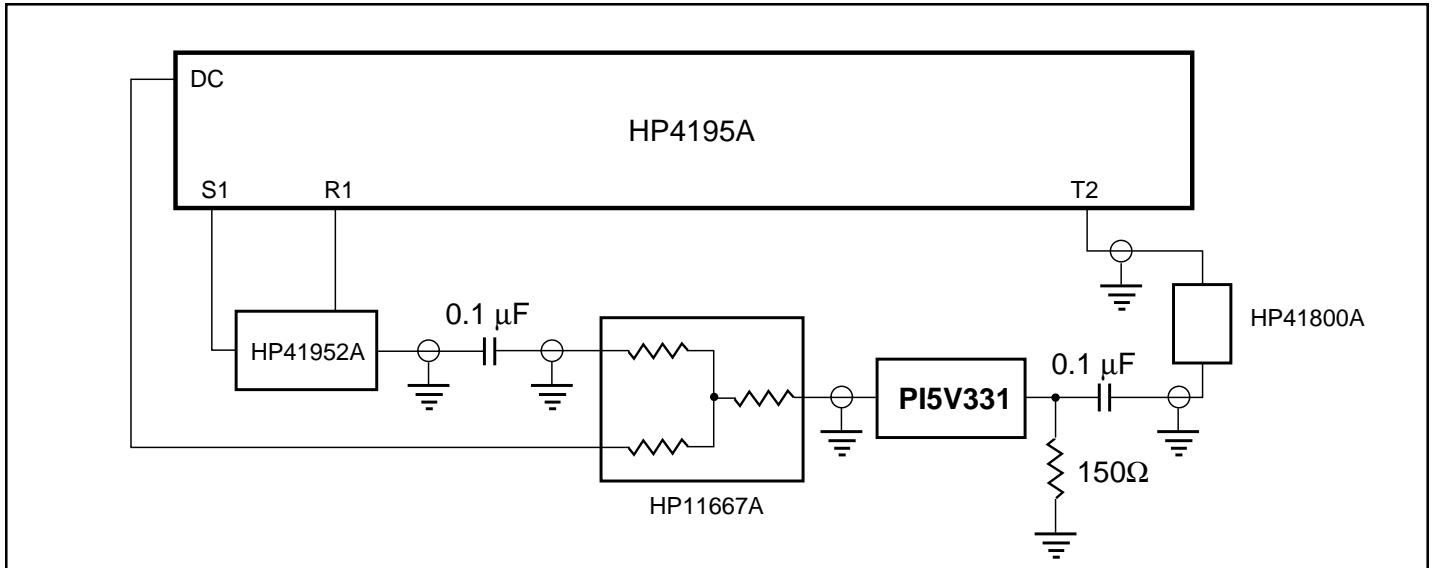 DC
HP4195A
S1
R1
T2
0.1 μF
HP41952A
HP41800A
0.1 μF
PI5V331
150Ω
HP11667A